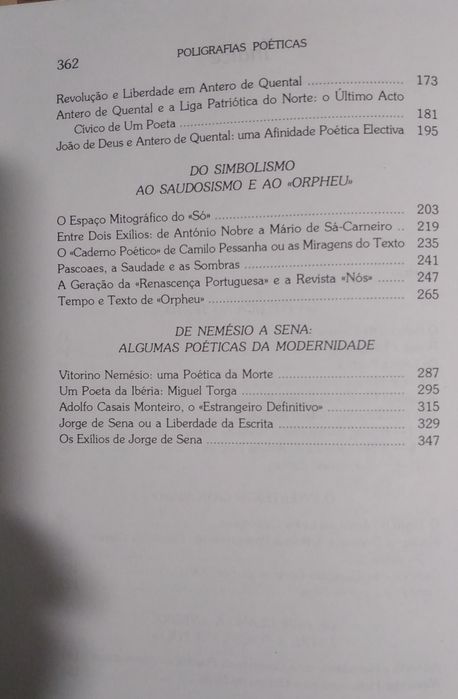 362
POLIGRAFIAS POÉTICAS
Revolução e Liberdade em Antero de Quental ........................ 173
Antero de Quental e a Liga Patriótica do Norte: o Último Acto
Cívico de Um Poeta ........................ 181
João de Deus e Antero de Quental: uma Afinidade Poética Electiva 195
DO SIMBOLISMO
AO SAUDOSISMO E AO «ORPHEU»
O Espaço Mitográfico do «Só» ........................ 203
Entre Dois Exílios: de António Nobre a Mário de Sá-Carneiro .. 219
O «Caderno Poético» de Camilo Pessanha ou as Miragens do Texto 235
Pascoaes, a Saudade e as Sombras ........................ 241
A Geração da «Renascença Portuguesa» e a Revista «Nós» ....... 247
Tempo e Texto de «Orpheu» ........................ 265
DE NEMÉSIO A SENA:
ALGUMAS POÉTICAS DA MODERNIDADE
Vitorino Nemésio: uma Poética da Morte ........................ 287
Um Poeta da Ibéria: Miguel Torga ........................ 295
Adolfo Casais Monteiro, o «Estrangeiro Definitivo» ........................ 315
Jorge de Sena ou a Liberdade da Escrita ........................ 329
Os Exílios de Jorge de Sena ........................ 347